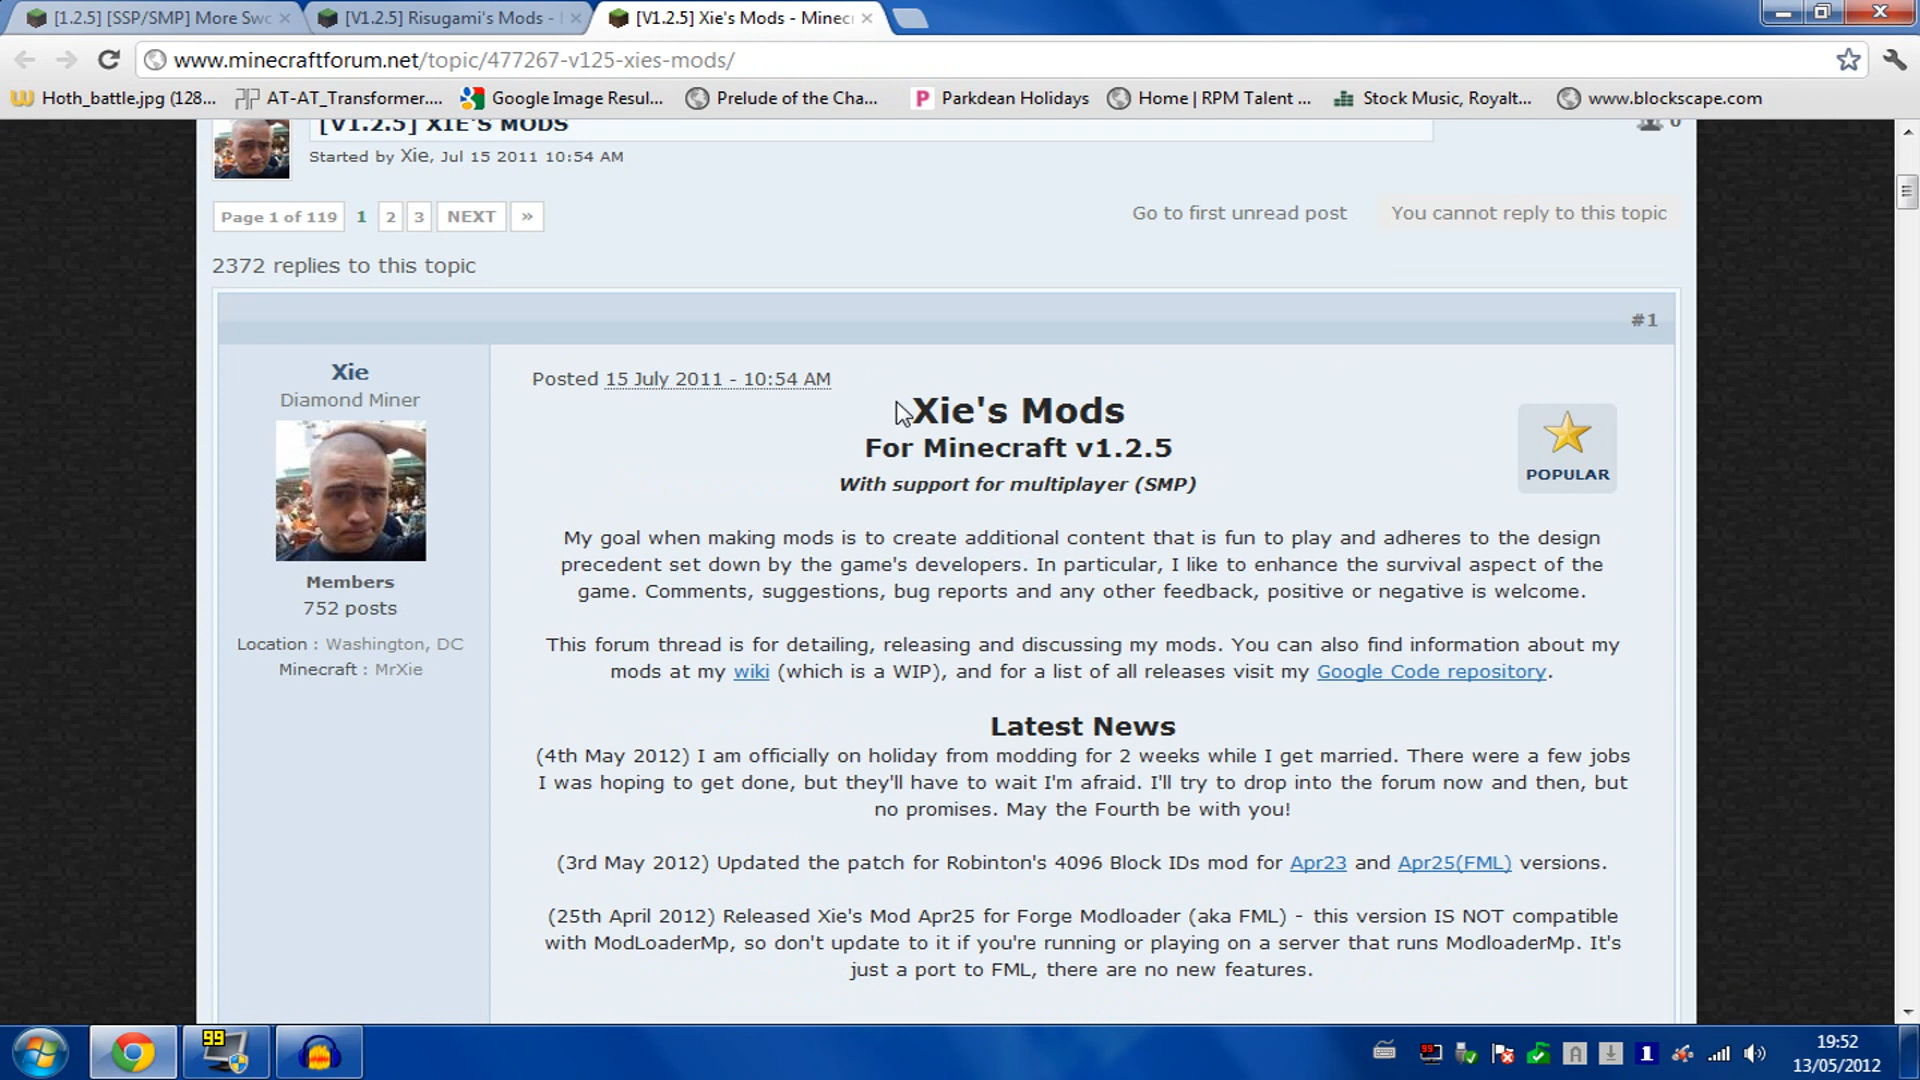 [1.2.5] [SSP/SMP] More Swo
[V1.2.5] Risugami's Mods -
[V1.2.5] Xie's Mods - Minec
www.minecraftforum.net/topic/477267-v125-xies-mods/
Hoth_battle.jpg (128...
AT-AT_Transformer....
Google Image Resul...
Prelude of the Cha...
Parkdean Holidays
Home | RPM Talent ...
Stock Music, Royalt...
www.blockscape.com
[V1.2.5] XIE'S MODS
0
Started by Xie, Jul 15 2011 10:54 AM
Page 1 of 119 1 2 3 NEXT »
Go to first unread post
You cannot reply to this topic
2372 replies to this topic
#1
Xie
Diamond Miner
Members
752 posts
Location : Washington, DC
Minecraft : MrXie
Posted 15 July 2011 - 10:54 AM
Xie's Mods
For Minecraft v1.2.5
With support for multiplayer (SMP)
POPULAR
My goal when making mods is to create additional content that is fun to play and adheres to the design
precedent set down by the game's developers. In particular, I like to enhance the survival aspect of the
game. Comments, suggestions, bug reports and any other feedback, positive or negative is welcome.
This forum thread is for detailing, releasing and discussing my mods. You can also find information about my
mods at my wiki (which is a WIP), and for a list of all releases visit my Google Code repository.
Latest News
(4th May 2012) I am officially on holiday from modding for 2 weeks while I get married. There were a few jobs
I was hoping to get done, but they'll have to wait I'm afraid. I'll try to drop into the forum now and then, but
no promises. May the Fourth be with you!
(3rd May 2012) Updated the patch for Robinton's 4096 Block IDs mod for Apr23 and Apr25(FML) versions.
(25th April 2012) Released Xie's Mod Apr25 for Forge Modloader (aka FML) - this version IS NOT compatible
with ModLoaderMp, so don't update to it if you're running or playing on a server that runs ModloaderMp. It's
just a port to FML, there are no new features.
99
99
A
1
19:52
13/05/2012